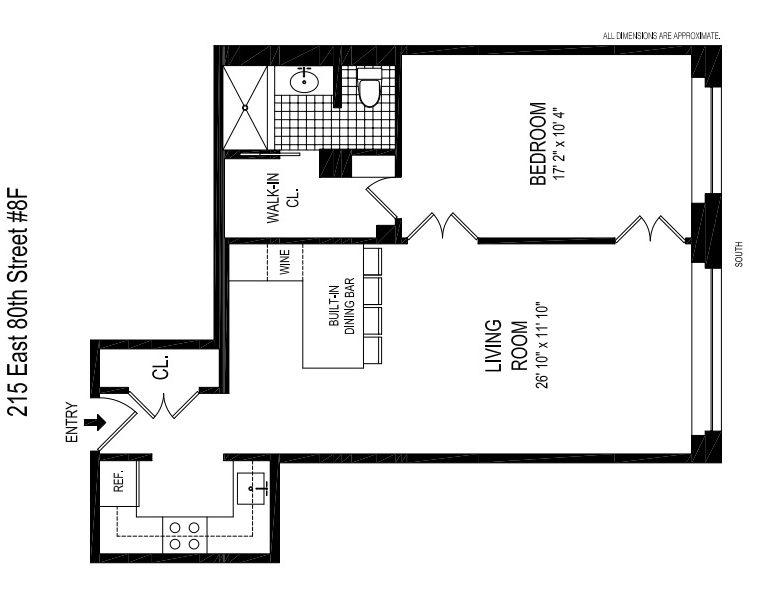 ALL DIMENSIONS ARE APPROXIMATE.
215 East 80th Street #8F
BEDROOM
17' 2" x 10' 4"
WALK-IN
CL.
SOUTH
WINE
BUILT-IN
DINING BAR
LIVING
ROOM
26' 10" x 11' 10"
CL.
ENTRY
REF.